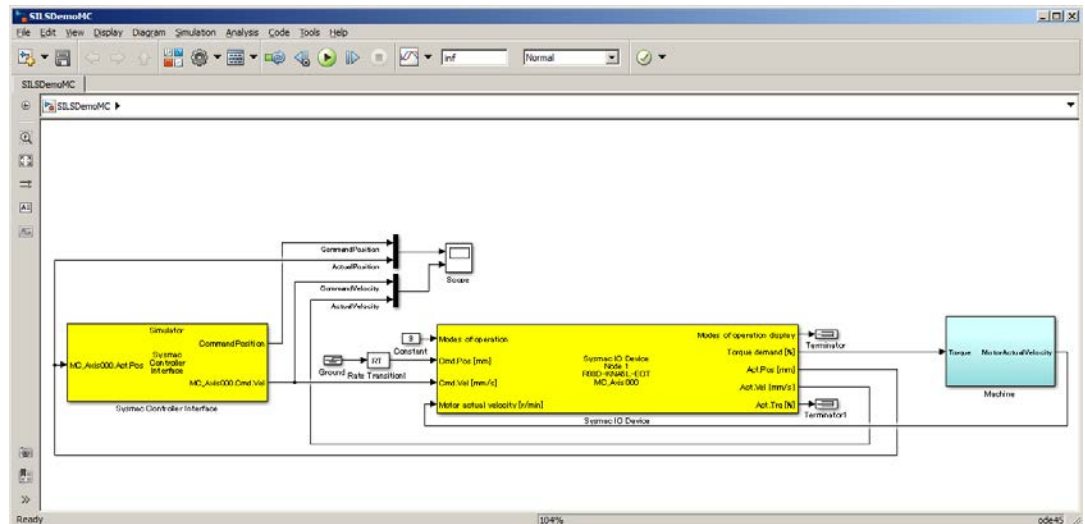 SILSDemoMC
File Edit View Display Diagram Simulation Analysis Code Tools Help
inf
Normal
SILSDemoMC
SILSDemoMC
CommandPosition
ActualPosition
CommandVelocity
ActualVelocity
Scope
Simulator
Sysmac
Controller
Interface
CommandPosition
MC_Axis000.Act.Pos
MC_Axis000.Cmd.Vel
Sysmac Controller Interface
Constant
Ground
RT
Rate Transition1
Modes of operation
Cmd.Pos [mm]
Cmd.Vel [mm/s]
Motor actual velocity [r/min]
Sysmac IO Device
Node 1
MC_Axis000
Modes of operation display
Torque demand [%]
Act.Pos [mm]
Act.Vel [mm/s]
Act.Trq [%]
Sysmac IO Device
Terminator
Terminator1
Torque
MotorActualVelocity
Machine
Ready
104%
ode45